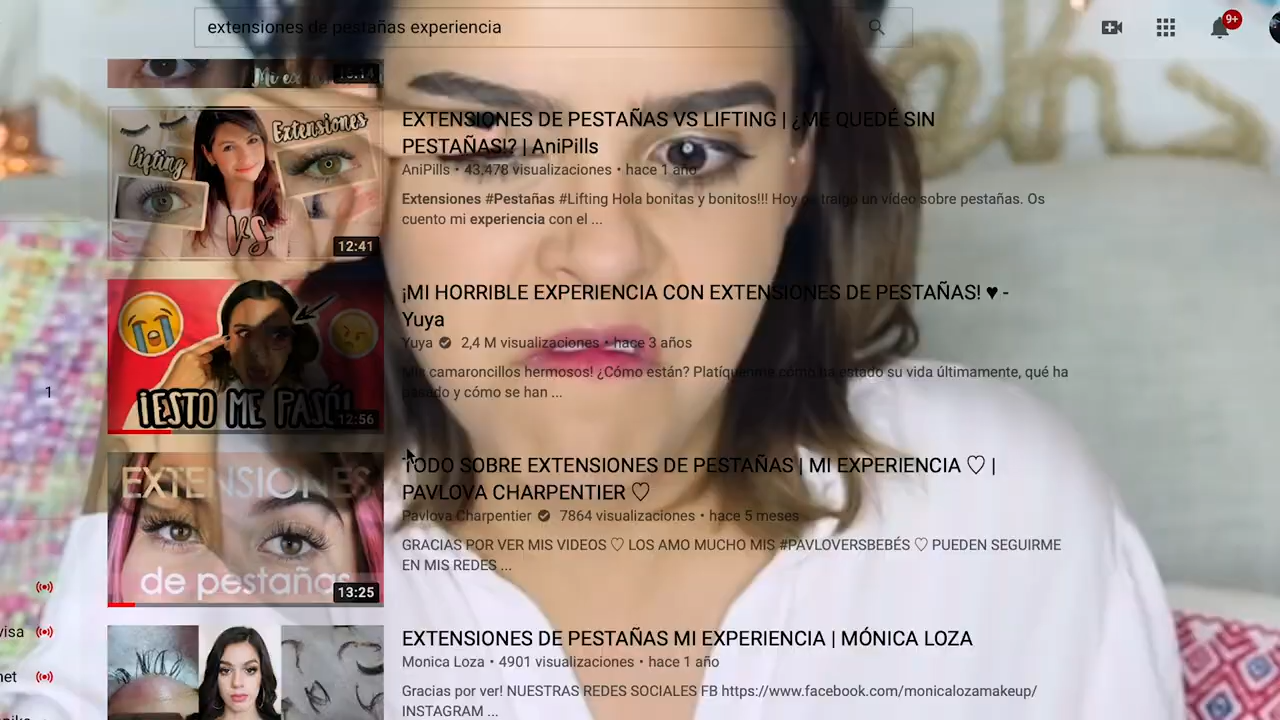 extensiones de pestañas experiencia
9+
Mi ex
13:14
EXTENSIONES DE PESTAÑAS VS LIFTING | ¿ME QUEDÉ SIN
PESTAÑAS!? | AniPills
AniPills • 43,478 visualizaciones • hace 1 año
Extensiones #Pestañas #Lifting Hola bonitas y bonitos!!! Hoy os traigo un vídeo sobre pestañas. Os
cuento mi experiencia con el ...
lifting
Extensiones
VS
12:41
¡MI HORRIBLE EXPERIENCIA CON EXTENSIONES DE PESTAÑAS! ♥ -
Yuya
Yuya 2,4 M visualizaciones • hace 3 años
Mis camaroncillos hermosos! ¿Cómo están? Platíquenme cómo ha estado su vida últimamente, qué ha
pasado y cómo se han ...
¡ESTO ME PASÓ!
12:56
1
TODO SOBRE EXTENSIONES DE PESTAÑAS | MI EXPERIENCIA ♡ |
PAVLOVA CHARPENTIER ♡
Pavlova Charpentier 7864 visualizaciones • hace 5 meses
GRACIAS POR VER MIS VIDEOS ♡ LOS AMO MUCHO MIS #PAVLOVERSBEBÉS ♡ PUEDEN SEGUIRME
EN MIS REDES ...
EXTENSIONES
de pestañas
13:25
visa
net
EXTENSIONES DE PESTAÑAS MI EXPERIENCIA | MÓNICA LOZA
Monica Loza • 4901 visualizaciones • hace 1 año
Gracias por ver! NUESTRAS REDES SOCIALES FB https://www.facebook.com/monicalozamakeup/
INSTAGRAM ...